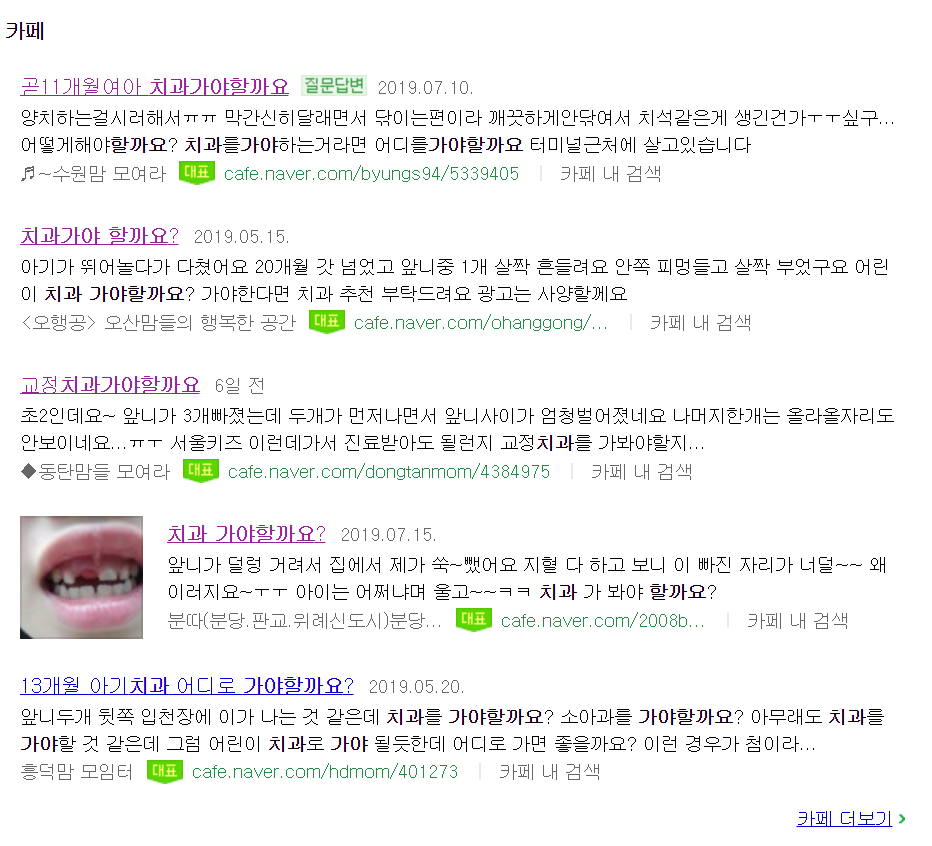 카페
곧11개월여아 치과가야할까요 질문답변 2019.07.10.
양치하는걸시러해서ㅠㅠ 막간신히달래면서 닦이는편이라 깨끗하게안닦여서 치석같은게 생긴건가ㅜㅜ싶구...
어떻게해야할까요? 치과를가야하는거라면 어디를가야할까요 터미널근처에 살고있습니다
♬~수원맘 모여라 대표 cafe.naver.com/byungs94/5339405 | 카페 내 검색
치과가야 할까요? 2019.05.15.
아기가 뛰어놀다가 다쳤어요 20개월 갓 넘었고 앞니중 1개 살짝 흔들려요 안쪽 피멍들고 살짝 부었구요 어린
이 치과 가야할까요? 가야한다면 치과 추천 부탁드려요 광고는 사양할께요
<오행공> 오산맘들의 행복한 공간 대표 cafe.naver.com/ohanggong/... | 카페 내 검색
교정치과가야할까요 6일 전
초2인데요~ 앞니가 3개빠졌는데 두개가 먼저나면서 앞니사이가 엄청벌어졌네요 나머지한개는 올라올자리도
안보이네요...ㅠㅜ 서울키즈 이런데가서 진료받아도 될런지 교정치과를 가봐야할지...
◆동탄맘들 모여라 대표 cafe.naver.com/dongtanmom/4384975 | 카페 내 검색
치과 가야할까요? 2019.07.15.
앞니가 덜렁 거려서 집에서 제가 쑥~뺐어요 지혈 다 하고 보니 이 빠진 자리가 너덜~~ 왜
이러지요~ㅜㅜ 아이는 어쩌냐며 울고~~ㅋㅋ 치과 가 봐야 할까요?
분따(분당.판교.위례신도시)분당... 대표 cafe.naver.com/2008b... | 카페 내 검색
13개월 아기치과 어디로 가야할까요? 2019.05.20.
앞니두개 뒷쪽 입천장에 이가 나는 것 같은데 치과를 가야할까요? 소아과를 가야할까요? 아무래도 치과를
가야할 것 같은데 그럼 어린이 치과로 가야 될듯한데 어디로 가면 좋을까요? 이런 경우가 첨이라...
흥덕맘 모임터 대표 cafe.naver.com/hdmom/401273 | 카페 내 검색
카페 더보기 >